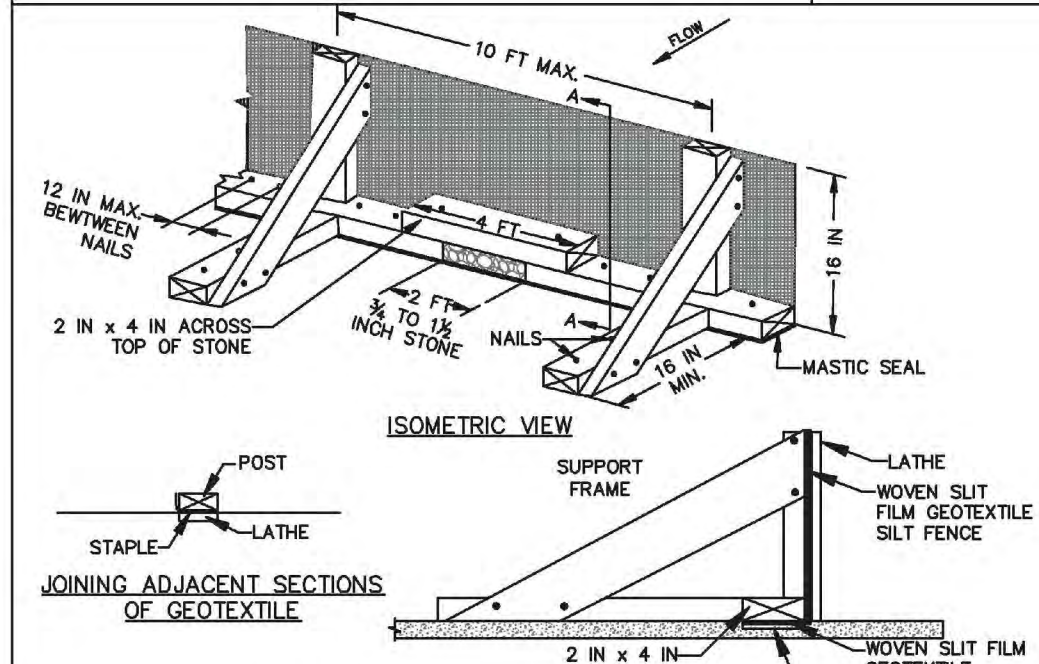 FLOW
10 FT MAX.
A
12 IN MAX.
BEWTWEEN
NAILS
4 FT
16 IN
2 IN x 4 IN ACROSS
TOP OF STONE
2 FT
¾ TO 1½
INCH STONE
A
NAILS
16 IN
MIN.
MASTIC SEAL
ISOMETRIC VIEW
POST
STAPLE
LATHE
JOINING ADJACENT SECTIONS
OF GEOTEXTILE
SUPPORT
FRAME
LATHE
WOVEN SLIT
FILM GEOTEXTILE
SILT FENCE
2 IN x 4 IN
WOVEN SLIT FILM
GEOTEXTILE